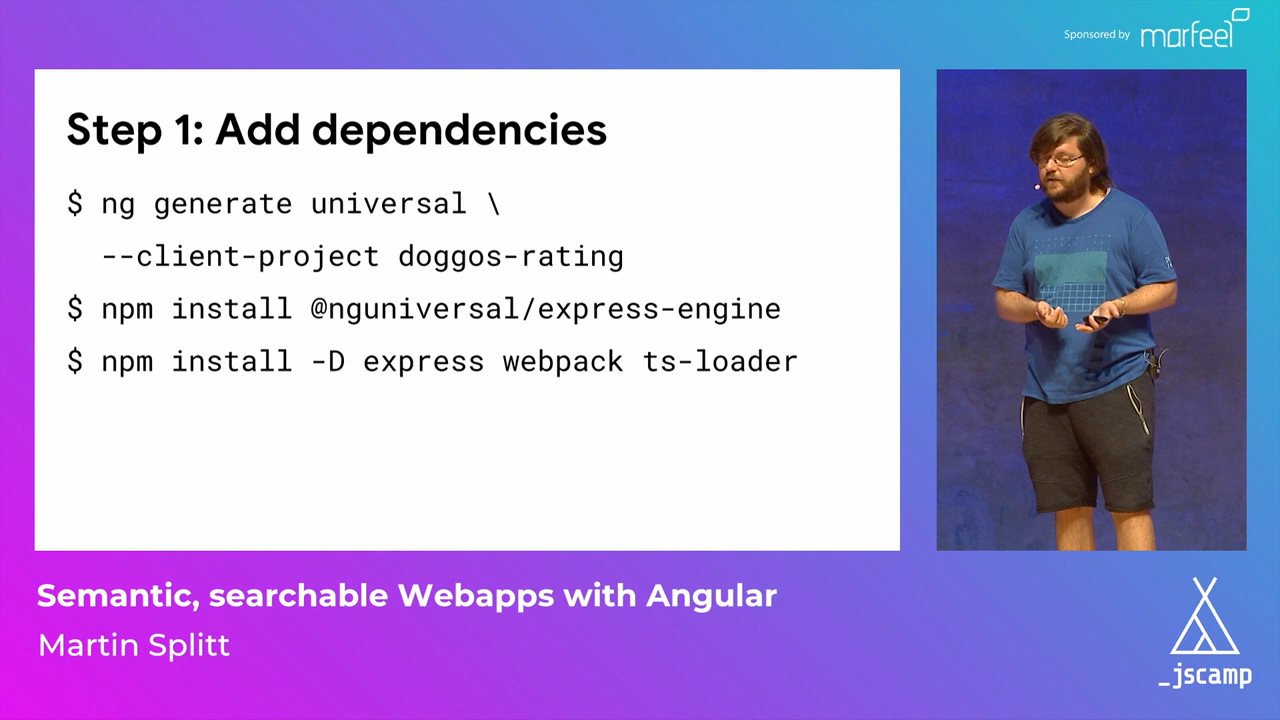 Sponsored by marfeel
Step 1: Add dependencies
$ ng generate universal \
--client-project doggos-rating
$ npm install @nguniversal/express-engine
$ npm install -D express webpack ts-loader
Semantic, searchable Webapps with Angular
Martin Splitt
_jscamp